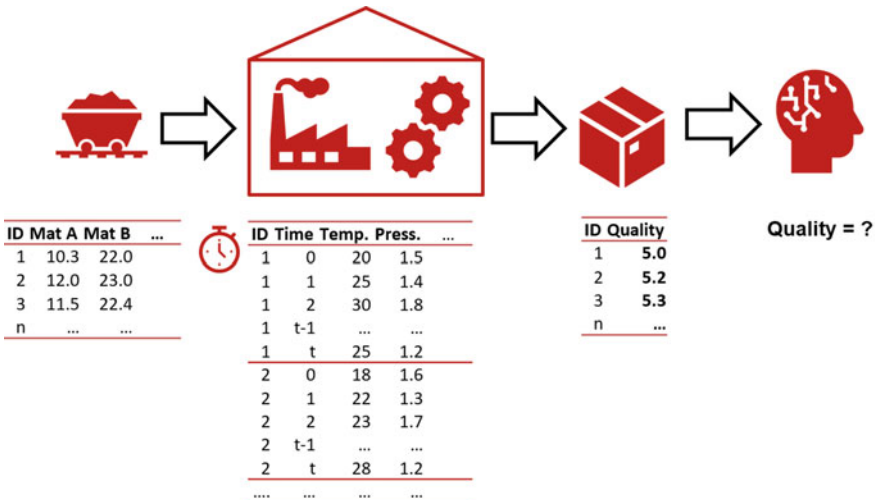 ID Mat A Mat B ...
1 10.3 22.0
2 12.0 23.0
3 11.5 22.4
n ... ...
ID Time Temp. Press. ...
1 0 20 1.5
1 1 25 1.4
1 2 30 1.8
1 t-1 ... ...
1 t 25 1.2
2 0 18 1.6
2 1 22 1.3
2 2 23 1.7
2 t-1 ... ...
2 t 28 1.2
.... ... ... ...
ID Quality
1 5.0
2 5.2
3 5.3
n ...
Quality = ?